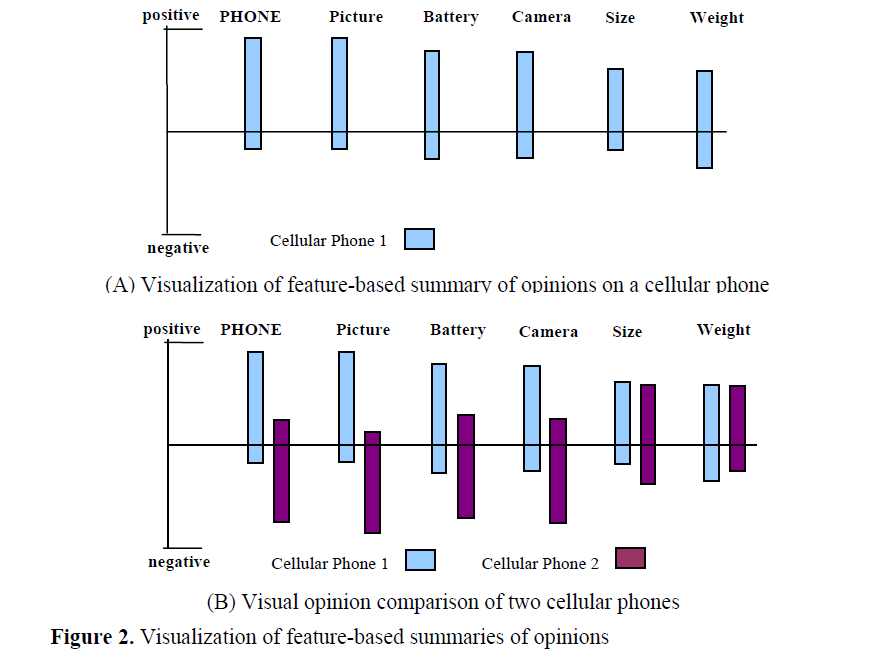 positive PHONE Picture Battery Camera Size Weight
negative
Cellular Phone 1
(A) Visualization of feature-based summary of opinions on a cellular phone
positive PHONE Picture Battery Camera Size Weight
negative
Cellular Phone 1 Cellular Phone 2
(B) Visual opinion comparison of two cellular phones
Figure 2. Visualization of feature-based summaries of opinions